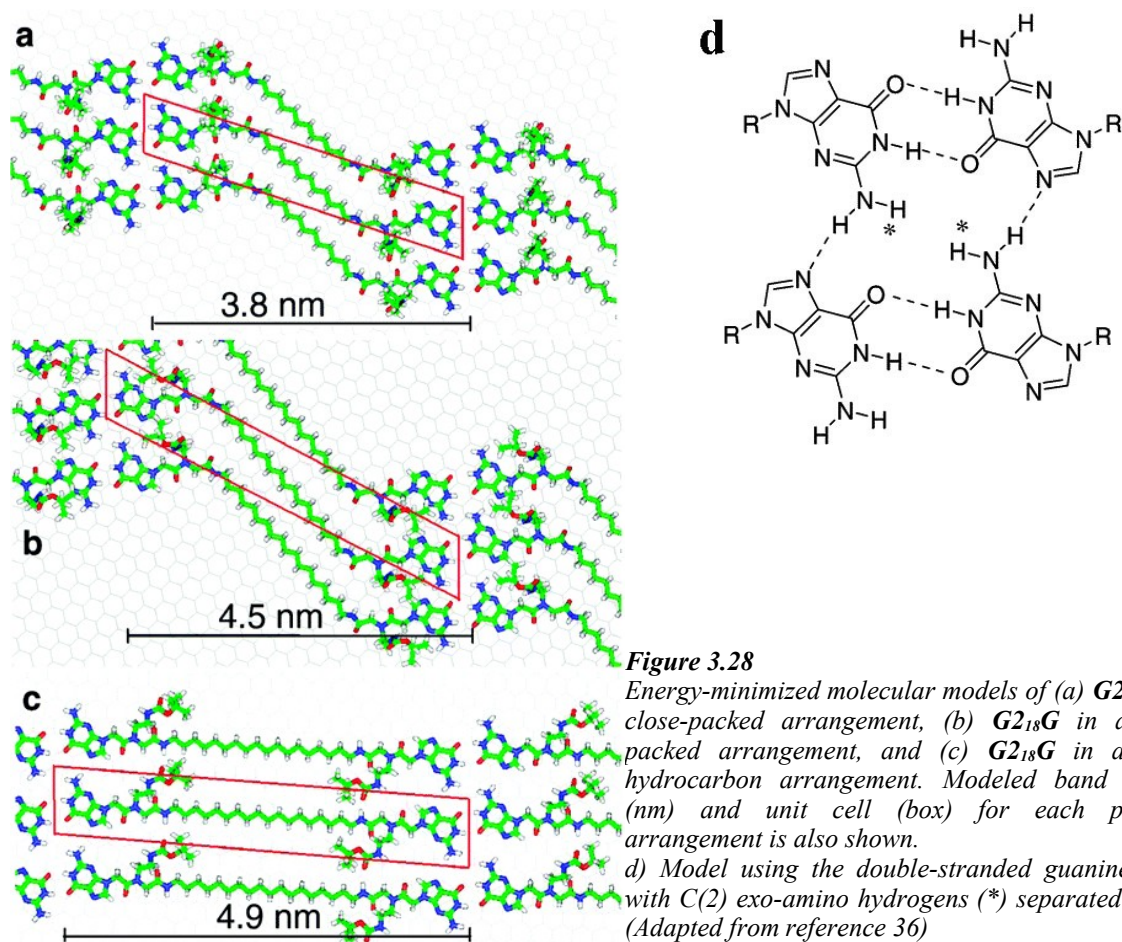 a
3.8 nm
b
4.5 nm
c
4.9 nm
d
H
H
N
N
O
H
N
N
N
R
N
N
N
H
O
N
R
N
N
N
H
H
*
*
H
H
N
N
O
H
N
N
N
R
N
N
N
H
O
N
R
N
N
N
H
H
Figure 3.28
Energy-minimized molecular models of (a) G2
close-packed arrangement, (b) G2₁₈G in a
packed arrangement, and (c) G2₁₈G in a
hydrocarbon arrangement. Modeled band
(nm) and unit cell (box) for each p
arrangement is also shown.
d) Model using the double-stranded guanine
with C(2) exo-amino hydrogens (*) separated
(Adapted from reference 36)